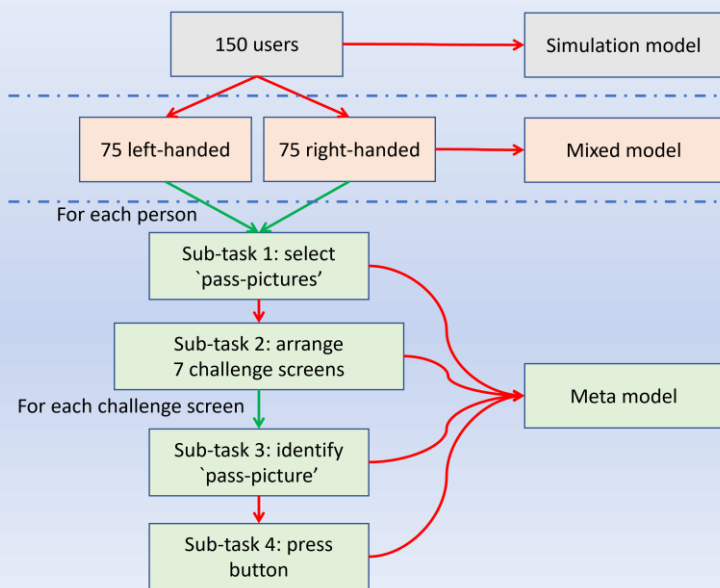 150 users
Simulation model
75 left-handed
75 right-handed
Mixed model
For each person
Sub-task 1: select
`pass-pictures’
Sub-task 2: arrange
7 challenge screens
Meta model
For each challenge screen
Sub-task 3: identify
`pass-picture’
Sub-task 4: press
button